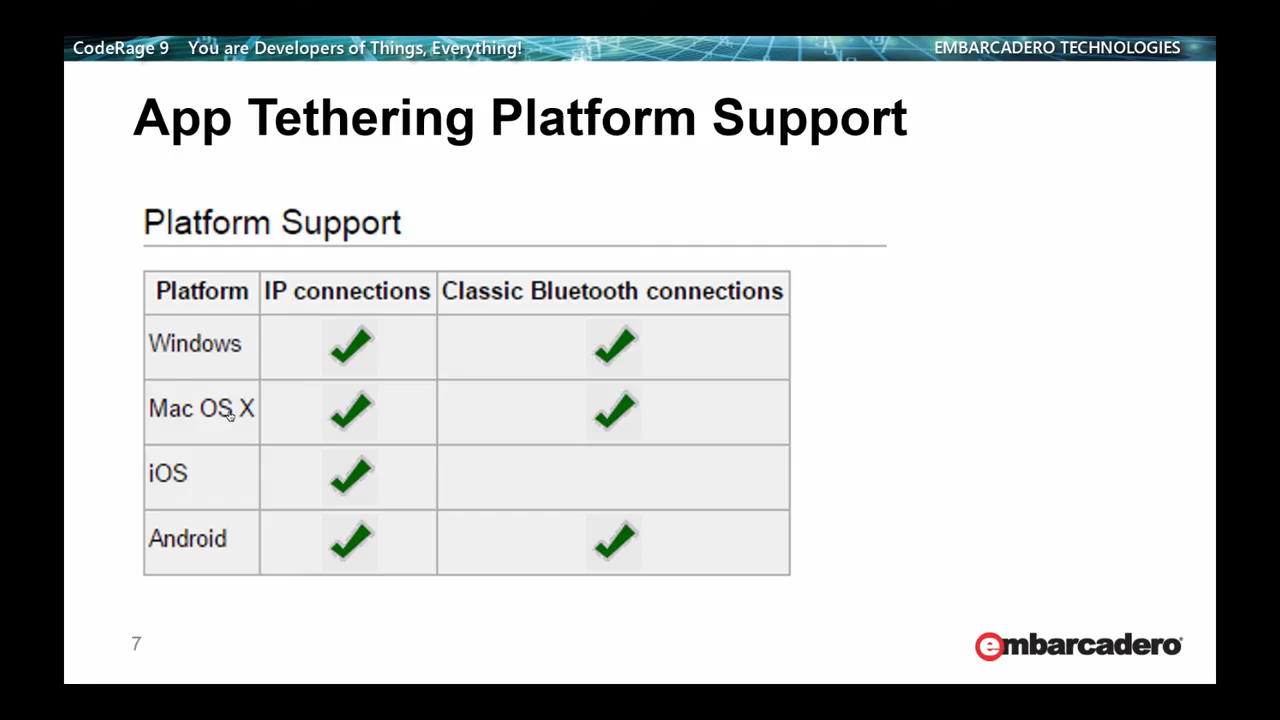 CodeRage 9 You are Developers of Things, Everything! EMBARCADERO TECHNOLOGIES
App Tethering Platform Support
Platform Support
Platform IP connections Classic Bluetooth connections
Windows
Mac OS X
iOS
Android
7
embarcadero